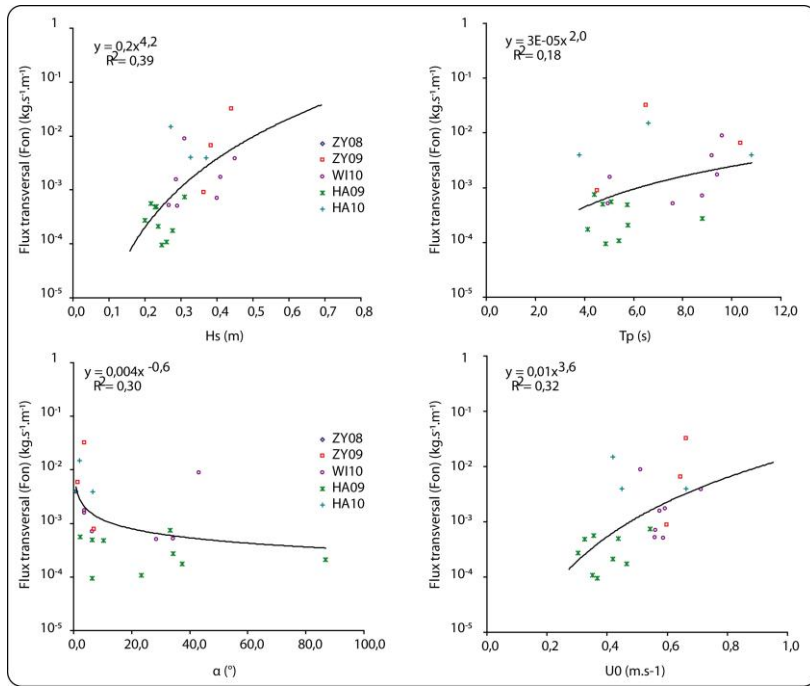 y = 0,2x^4,2
R² = 0,39
Flux transversal (Fon) (kg.s⁻¹.m⁻¹)
1
10⁻¹
10⁻²
10⁻³
10⁻⁴
10⁻⁵
0,0 0,1 0,2 0,3 0,4 0,5 0,6 0,7 0,8
Hs (m)
ZY08
ZY09
WI10
HA09
HA10
y = 3E-05x^2,0
R² = 0,18
Flux transversal (Fon) (kg.s⁻¹.m⁻¹)
1
10⁻¹
10⁻²
10⁻³
10⁻⁴
10⁻⁵
0,0 2,0 4,0 6,0 8,0 10,0 12,0
Tp (s)
y = 0,004x^-0,6
R² = 0,30
Flux transversal (Fon) (kg.s⁻¹.m⁻¹)
1
10⁻¹
10⁻²
10⁻³
10⁻⁴
10⁻⁵
0,0 20,0 40,0 60,0 80,0 100,0
α (°)
ZY08
ZY09
WI10
HA09
HA10
y = 0,01x^3,6
R² = 0,32
Flux transversal (Fon) (kg.s⁻¹.m⁻¹)
1
10⁻¹
10⁻²
10⁻³
10⁻⁴
10⁻⁵
0,0 0,2 0,4 0,6 0,8 1,0
U0 (m.s-1)